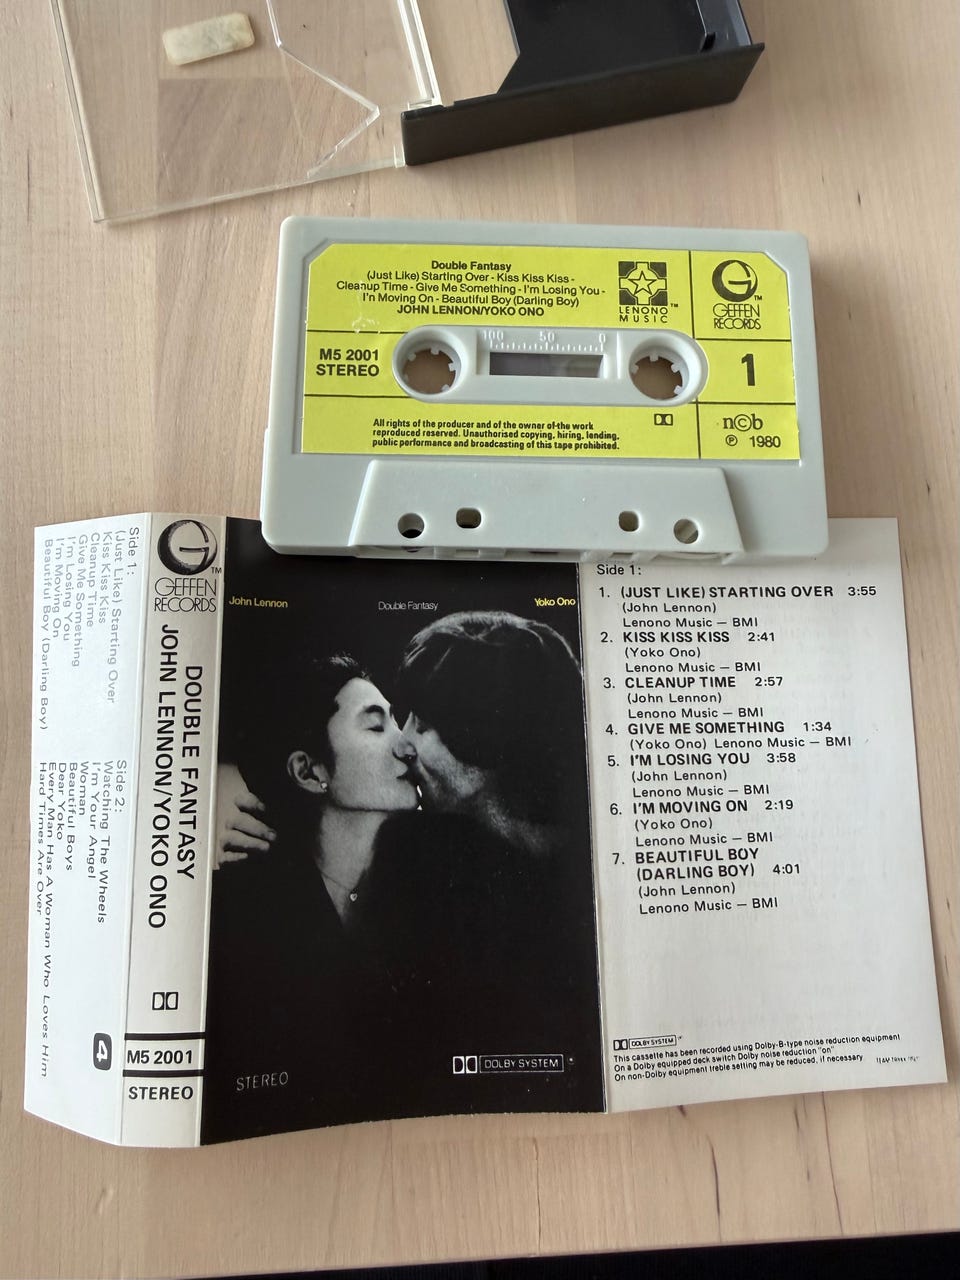 Double Fantasy
(Just Like) Starting Over - Kiss Kiss Kiss -
Cleanup Time - Give Me Something - I'm Losing You -
I'n Moving On - Beautiful Boy (Darling Boy)
JOHN LENNON/YOKO ONO
LENONO
MUSIC
TM
GEFFEN
RECORDS
TM
100 50 0
M5 2001
STEREO
1
All rights of the producer and of the owner of the work
reproduced reserved. Unauthorised copying, hiring, lending,
public performance and broadcasting of this tape prohibited.
n©b
℗ 1980
Side 1:
(Just Like) Starting Over
Kiss Kiss Kiss
Cleanup Time
Give Me Something
I'm Losing You
I'm Moving On
Beautiful Boy (Darling Boy)
Side 2:
Watching The Wheels
I'm Your Angel
Woman
Beautiful Boys
Dear Yoko
Every Man Has A Woman Who Loves Him
Hard Times Are Over
4
GEFFEN
RECORDS
TM
DOUBLE FANTASY
JOHN LENNON/YOKO ONO
M5 2001
STEREO
John Lennon Double Fantasy Yoko Ono
STEREO
DOLBY SYSTEM
Side 1:
1. (JUST LIKE) STARTING OVER 3:55
(John Lennon)
Lenono Music — BMI
2. KISS KISS KISS 2:41
(Yoko Ono)
Lenono Music — BMI
3. CLEANUP TIME 2:57
(John Lennon)
Lenono Music — BMI
4. GIVE ME SOMETHING 1:34
(Yoko Ono) Lenono Music — BMI
5. I'M LOSING YOU 3:58
(John Lennon)
Lenono Music — BMI
6. I'M MOVING ON 2:19
(Yoko Ono)
Lenono Music — BMI
7. BEAUTIFUL BOY
(DARLING BOY) 4:01
(John Lennon)
Lenono Music — BMI
DOLBY SYSTEM
This cassette has been recorded using Dolby-B-type noise reduction equipment
On a Dolby equipped deck switch Dolby noise reduction "on"
On non-Dolby equipment treble setting may be reduced, if necessary